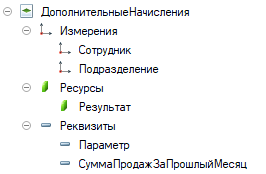 ДополнительныеНачисления
Измерения
Сотрудник
Подразделение
Ресурсы
Результат
Реквизиты
Параметр
СуммаПродажЗаПрошлыйМесяц